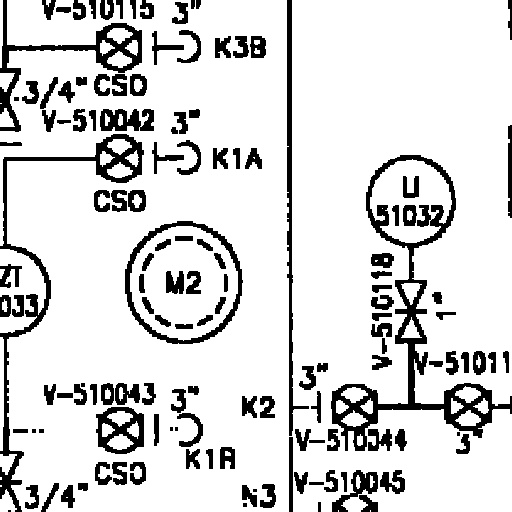 V-510115 3"
K3B
3/4" CSO
V-510042 3"
K1A
CSO
LI
51032
ZT
033
M2
V-510118
1"
V-51011
V-510043 3"
K2
3"
K1B
CSO
V-510044
3"
3/4"
N3
V-510045